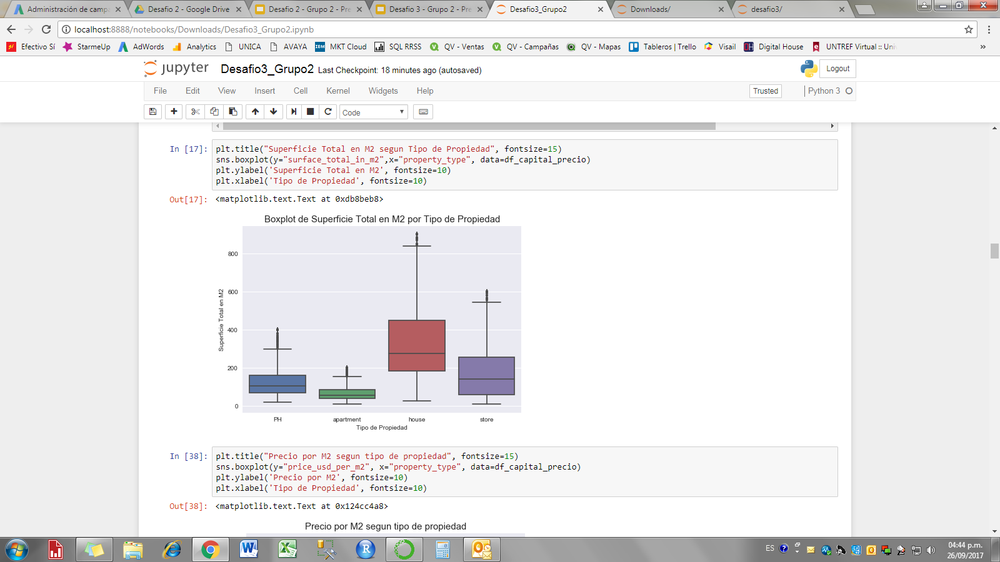 Administración de campa
Desafio 2 - Google Drive
Desafio 2 - Grupo 2 - Pre
Desafio 3 - Grupo 2 - Pre
Desafio3_Grupo2
Downloads/
desafio3/
localhost:8888/notebooks/Downloads/Desafio3_Grupo2.ipynb
Efectivo Sí
StarmeUp
AdWords
Analytics
UNICA
AVAYA
IBM
MKT Cloud
SQL RRSS
QV - Ventas
QV - Campañas
QV - Mapas
Tableros | Trello
Visail
DH
Digital House
UNTREF Virtual :: Uni
»
jupyter
Desafio3_Grupo2 Last Checkpoint: 18 minutes ago (autosaved)
Logout
File Edit View Insert Cell Kernel Widgets Help
Trusted
Python 3
Code
In [17]:
plt.title("Superficie Total en M2 segun Tipo de Propiedad", fontsize=15)
sns.boxplot(y="surface_total_in_m2",x="property_type", data=df_capital_precio)
plt.ylabel('Superficie Total en M2', fontsize=10)
plt.xlabel('Tipo de Propiedad', fontsize=10)
Out[17]:
<matplotlib.text.Text at 0xdb8beb8>
Boxplot de Superficie Total en M2 por Tipo de Propiedad
800
600
400
200
0
Superficie Total en M2
PH apartment house store
Tipo de Propiedad
In [38]:
plt.title("Precio por M2 segun tipo de propiedad", fontsize=15)
sns.boxplot(y="price_usd_per_m2", x="property_type", data=df_capital_precio)
plt.ylabel('Precio por M2', fontsize=10)
plt.xlabel('Tipo de Propiedad', fontsize=10)
Out[38]:
<matplotlib.text.Text at 0x124cc4a8>
Precio por M2 segun tipo de propiedad
ES
04:44 p.m.
26/09/2017